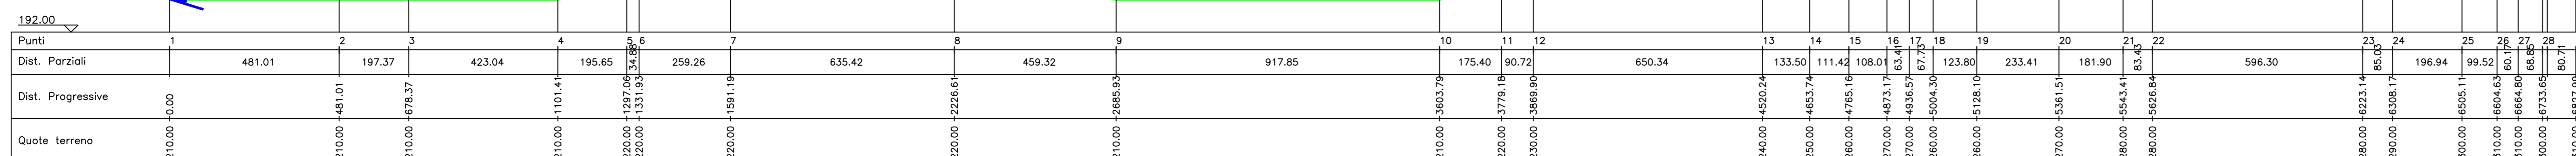 192.00
Punti 1 2 3 4 5 6 7 8 9 10 11 12 13 14 15 16 17 18 19 20 21 22 23 24 25 26 27 28
Dist. Parziali 481.01 197.37 423.04 195.65 34.88 259.26 635.42 459.32 917.85 175.40 90.72 650.34 133.50 111.42 108.01 63.41 67.73 123.80 233.41 181.90 83.43 596.30 85.03 196.94 99.52 60.17 68.85 80.71
Dist. Progressive 0.00 481.01 678.37 1101.41 1297.06 1331.93 1591.19 2226.61 2685.93 3603.79 3779.18 3869.90 4520.24 4653.74 4765.16 4873.17 4936.57 5004.30 5128.10 5361.51 5543.41 5626.84 6223.14 6308.17 6505.11 6604.63 6664.80 6733.65
Quote terreno 210.00 210.00 210.00 210.00 220.00 220.00 220.00 220.00 210.00 210.00 220.00 230.00 240.00 250.00 260.00 270.00 270.00 260.00 260.00 270.00 280.00 280.00 280.00 290.00 300.00 310.00 310.00 300.00